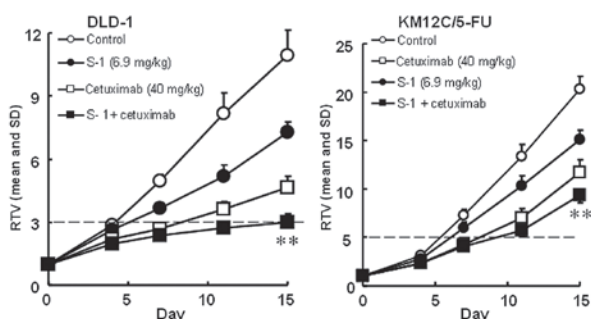 DLD-1
12
9
6
3
0
RTV (mean and SD)
Control
S-1 (6.9 mg/kg)
Cetuximab (40 mg/kg)
S- 1+ cetuximab
**
0 5 10 15
Day
KM12C/5-FU
25
20
15
10
5
0
RTV (mean and SD)
Control
Cetuximab (40 mg/kg)
S-1 (6.9 mg/kg)
S-1 + cetuximab
**
0 5 10 15
Day